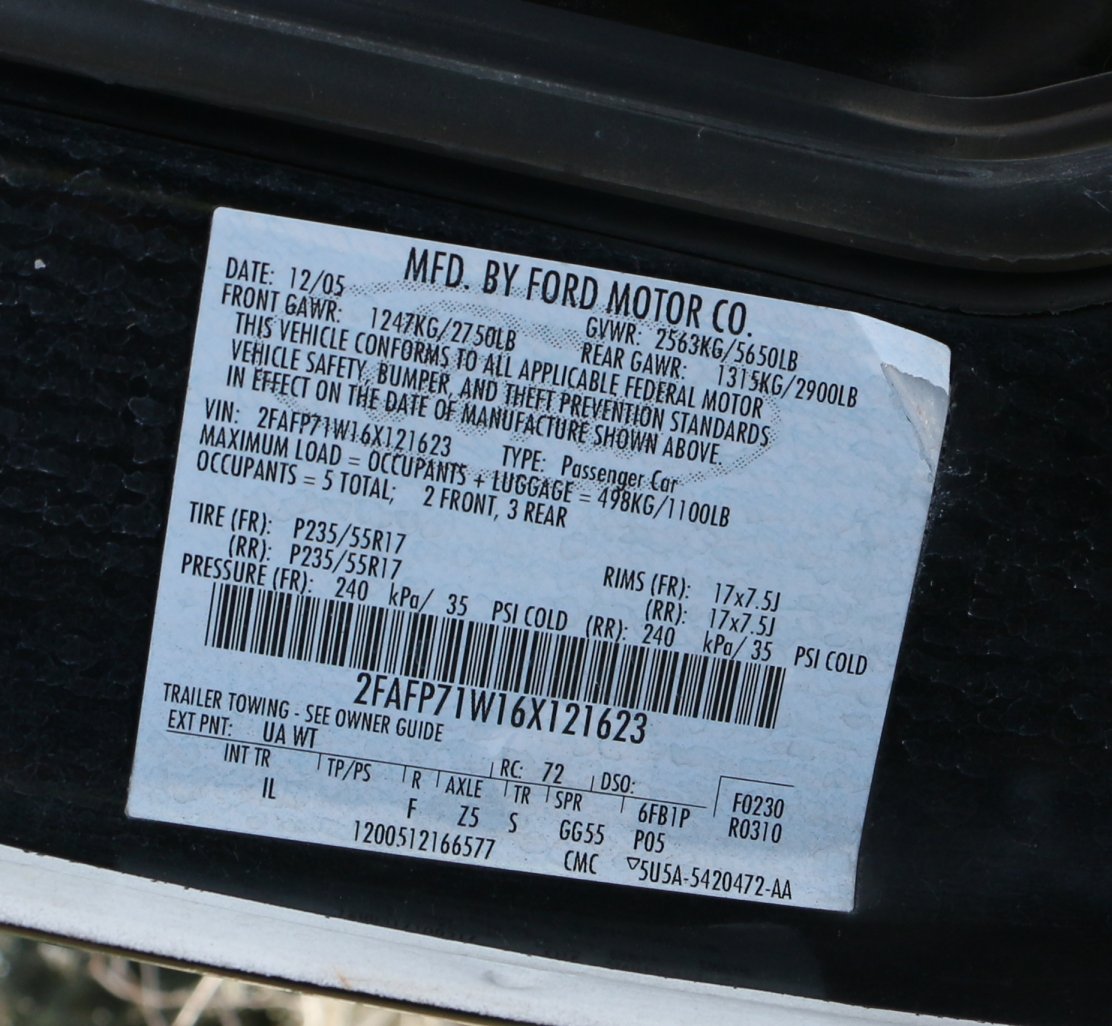 MFD. BY FORD MOTOR CO.
DATE: 12/05 GVWR: 2563KG/5650LB
FRONT GAWR: 1247KG/2750LB REAR GAWR: 1315KG/2900LB
THIS VEHICLE CONFORMS TO ALL APPLICABLE FEDERAL MOTOR
VEHICLE SAFETY, BUMPER, AND THEFT PREVENTION STANDARDS
IN EFFECT ON THE DATE OF MANUFACTURE SHOWN ABOVE.
VIN: 2FAFP71W16X121623 TYPE: Passenger Car
MAXIMUM LOAD = OCCUPANTS + LUGGAGE = 498KG/1100LB
OCCUPANTS = 5 TOTAL; 2 FRONT, 3 REAR
TIRE (FR): P235/55R17 RIMS (FR): 17x7.5J
(RR): P235/55R17 (RR): 17x7.5J
PRESSURE (FR): 240 kPa/ 35 PSI COLD (RR): 240 kPa/ 35 PSI COLD
2FAFP71W16X121623
TRAILER TOWING - SEE OWNER GUIDE
EXT PNT: UA WT RC: 72 DSO: F0230
INT TR TP/PS R AXLE TR SPR 6FB1P R0310
IL F Z5 S GG55 P05
1200512166577 CMC ▽5U5A-5420472-AA